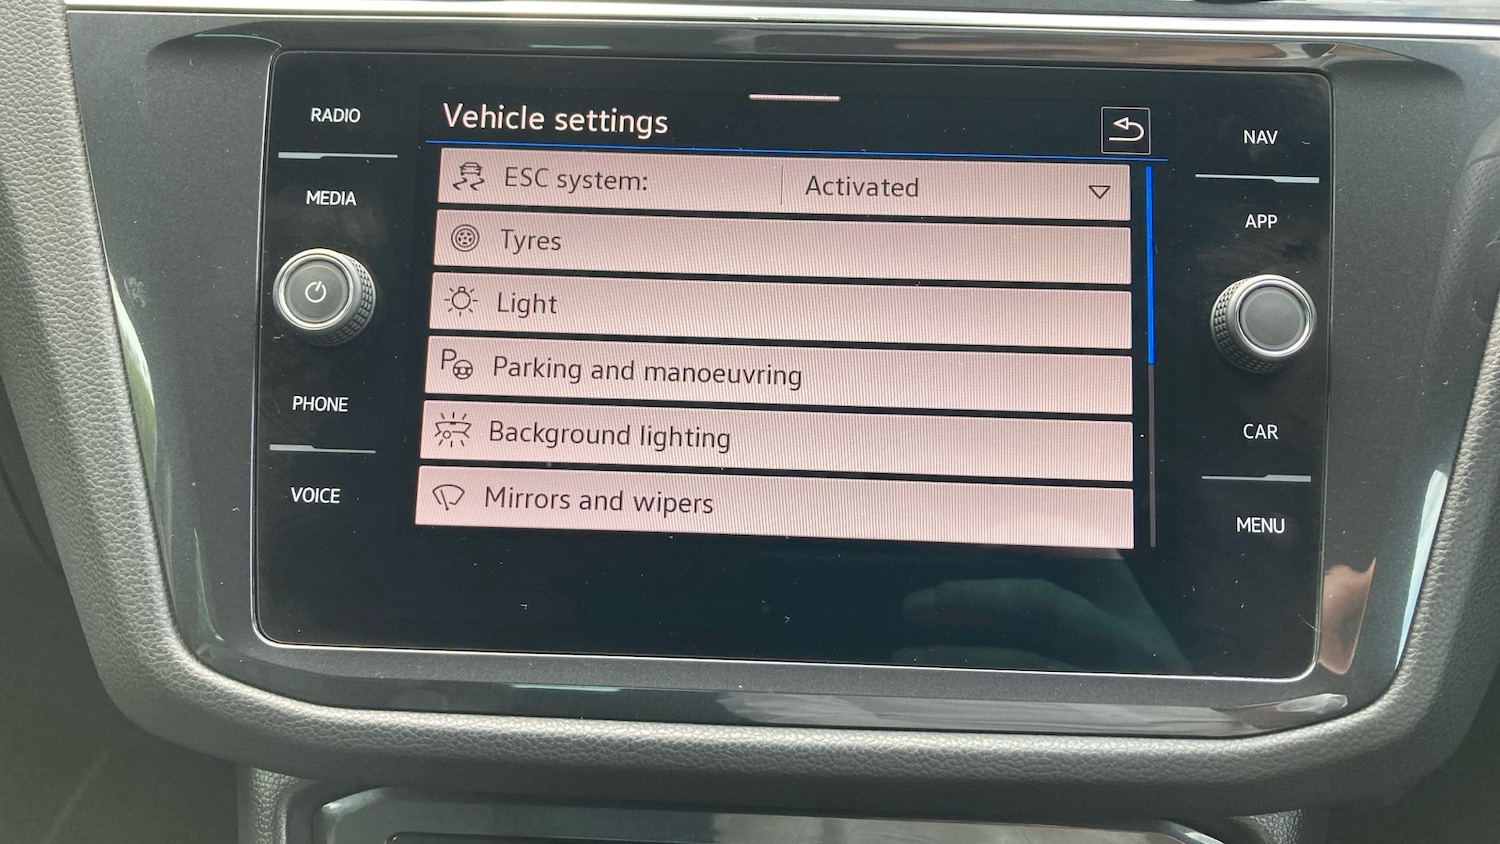 RADIO
MEDIA
PHONE
VOICE
Vehicle settings
ESC system: Activated
Tyres
Light
Parking and manoeuvring
Background lighting
Mirrors and wipers
NAV
APP
CAR
MENU